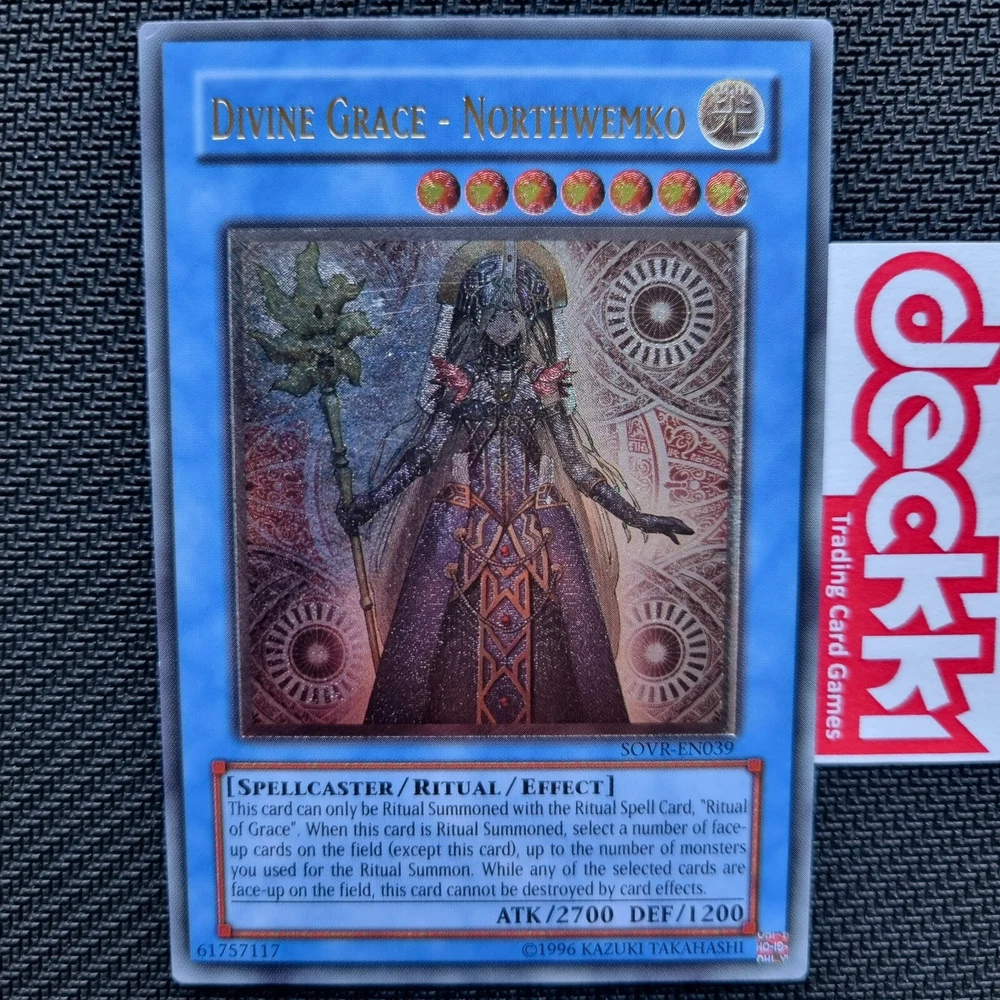 DIVINE GRACE - NORTHWEMKO
光
SOVR-EN039
[SPELLCASTER/RITUAL/EFFECT]
This card can only be Ritual Summoned with the Ritual Spell Card, "Ritual
of Grace". When this card is Ritual Summoned, select a number of face-
up cards on the field (except this card), up to the number of monsters
you used for the Ritual Summon. While any of the selected cards are
face-up on the field, this card cannot be destroyed by card effects.
ATK/2700 DEF/1200
61757117
©1996 KAZUKI TAKAHASHI
dekki
Trading Card Games